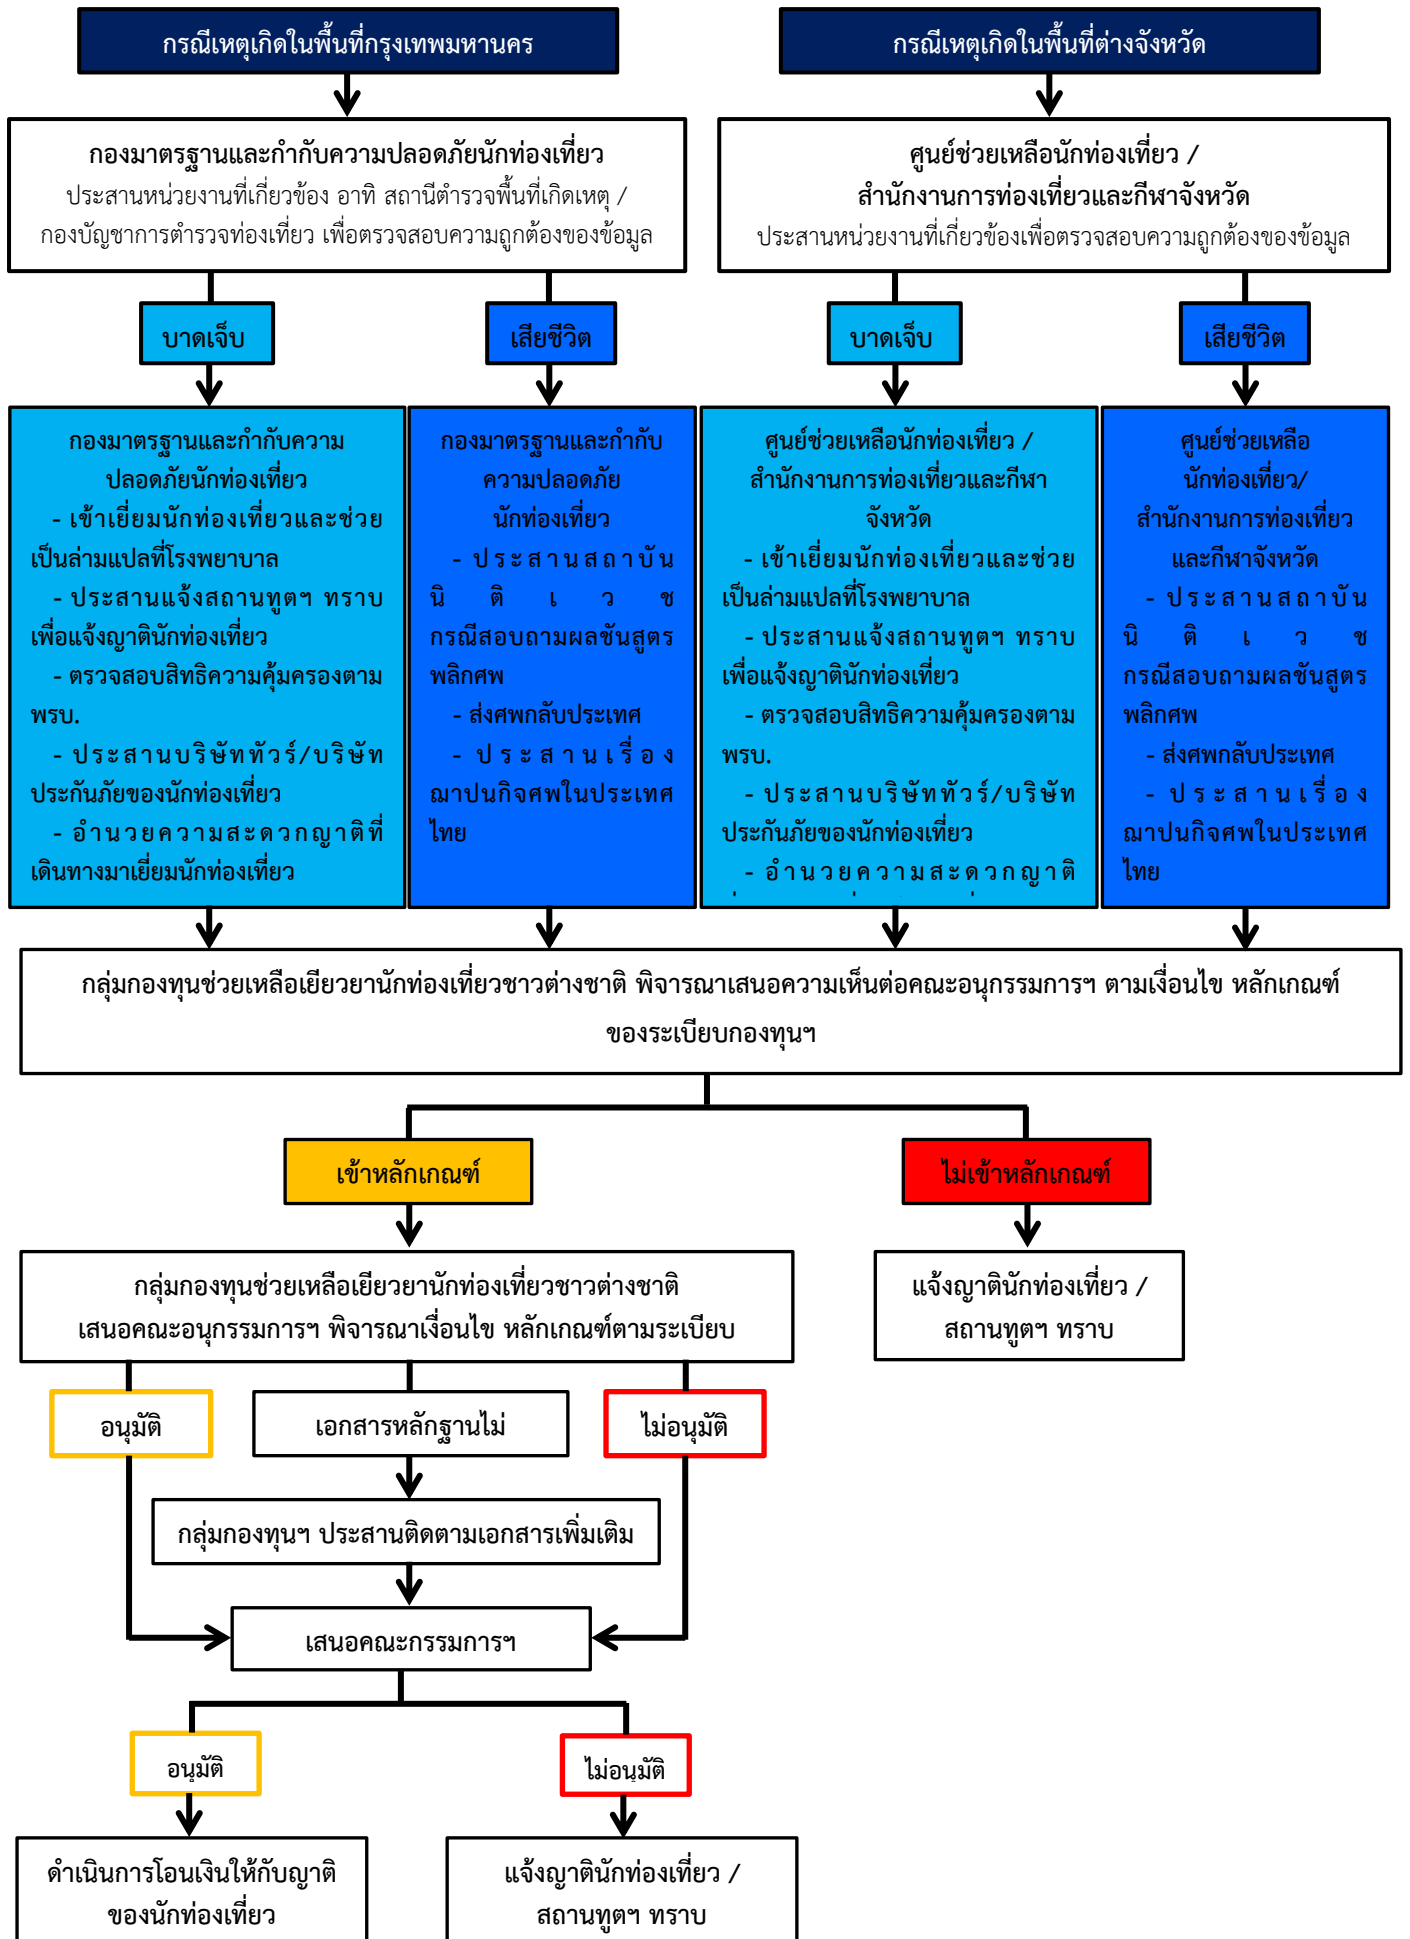 กรณีเหตุเกิดในพื้นที่กรุงเทพมหานคร
กรณีเหตุเกิดในพื้นที่ต่างจังหวัด
กองมาตรฐานและกำกับความปลอดภัยนักท่องเที่ยว
ประสานหน่วยงานที่เกี่ยวข้อง อาทิ สถานีตำรวจพื้นที่เกิดเหตุ /
กองบัญชาการตำรวจท่องเที่ยว เพื่อตรวจสอบความถูกต้องของข้อมูล
ศูนย์ช่วยเหลือนักท่องเที่ยว /
สำนักงานการท่องเที่ยวและกีฬาจังหวัด
ประสานหน่วยงานที่เกี่ยวข้องเพื่อตรวจสอบความถูกต้องของข้อมูล
บาดเจ็บ
เสียชีวิต
บาดเจ็บ
เสียชีวิต
กองมาตรฐานและกำกับความ
ปลอดภัยนักท่องเที่ยว
- เข้าเยี่ยมนักท่องเที่ยวและช่วย
เป็นล่ามแปลที่โรงพยาบาล
- ประสานแจ้งสถานทูตฯ ทราบ
เพื่อแจ้งญาตินักท่องเที่ยว
- ตรวจสอบสิทธิความคุ้มครองตาม
พรบ.
- ประสานบริษัททัวร์/บริษัท
ประกันภัยของนักท่องเที่ยว
- อำนวยความสะดวกญาติที่
เดินทางมาเยี่ยมนักท่องเที่ยว
กองมาตรฐานและกำกับ
ความปลอดภัย
นักท่องเที่ยว
- ประสานสถาบัน
นิติเวช
กรณีสอบถามผลชันสูตร
พลิกศพ
- ส่งศพกลับประเทศ
- ประสานเรื่อง
ฌาปนกิจศพในประเทศ
ไทย
ศูนย์ช่วยเหลือนักท่องเที่ยว /
สำนักงานการท่องเที่ยวและกีฬา
จังหวัด
- เข้าเยี่ยมนักท่องเที่ยวและช่วย
เป็นล่ามแปลที่โรงพยาบาล
- ประสานแจ้งสถานทูตฯ ทราบ
เพื่อแจ้งญาตินักท่องเที่ยว
- ตรวจสอบสิทธิความคุ้มครองตาม
พรบ.
- ประสานบริษัททัวร์/บริษัท
ประกันภัยของนักท่องเที่ยว
- อำนวยความสะดวกญาติ
ศูนย์ช่วยเหลือ
นักท่องเที่ยว/
สำนักงานการท่องเที่ยว
และกีฬาจังหวัด
- ประสานสถาบัน
นิติเวช
กรณีสอบถามผลชันสูตร
พลิกศพ
- ส่งศพกลับประเทศ
- ประสานเรื่อง
ฌาปนกิจศพในประเทศ
ไทย
กลุ่มกองทุนช่วยเหลือเยียวยานักท่องเที่ยวชาวต่างชาติ พิจารณาเสนอความเห็นต่อคณะอนุกรรมการฯ ตามเงื่อนไข หลักเกณฑ์
ของระเบียบกองทุนฯ
เข้าหลักเกณฑ์
ไม่เข้าหลักเกณฑ์
กลุ่มกองทุนช่วยเหลือเยียวยานักท่องเที่ยวชาวต่างชาติ
เสนอคณะอนุกรรมการฯ พิจารณาเงื่อนไข หลักเกณฑ์ตามระเบียบ
แจ้งญาตินักท่องเที่ยว /
สถานทูตฯ ทราบ
อนุมัติ
เอกสารหลักฐานไม่
ไม่อนุมัติ
กลุ่มกองทุนฯ ประสานติดตามเอกสารเพิ่มเติม
เสนอคณะกรรมการฯ
อนุมัติ
ไม่อนุมัติ
ดำเนินการโอนเงินให้กับญาติ
ของนักท่องเที่ยว
แจ้งญาตินักท่องเที่ยว /
สถานทูตฯ ทราบ